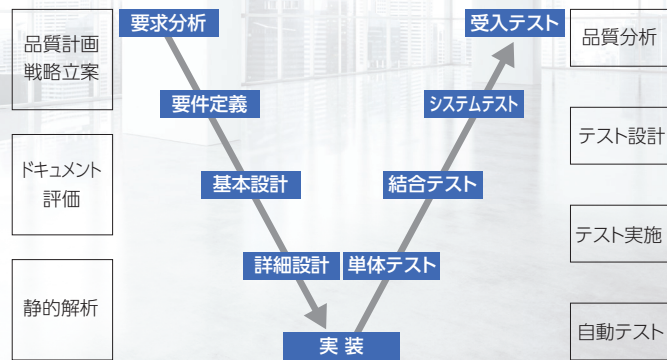 品質計画
戦略立案
ドキュメント
評価
静的解析
要求分析
要件定義
基本設計
詳細設計
実 装
単体テスト
結合テスト
システムテスト
受入テスト
品質分析
テスト設計
テスト実施
自動テスト